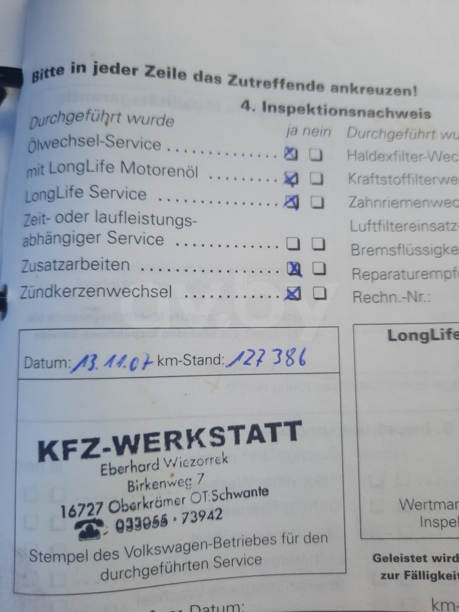 Bitte in jeder Zeile das Zutreffende ankreuzen!
4. Inspektionsnachweis
Durchgeführt wurde
ja nein
Ölwechsel-Service
mit LongLife Motorenöl
LongLife Service
Zeit- oder laufleistungs-
abhängiger Service
Zusatzarbeiten
Zündkerzenwechsel
Durchgeführt wu
Haldexfilter-Wec
Kraftstoffilterwe
Zahnriemenwec
Luftfiltereinsatz
Bremsflüssigke
Reparaturempf
Rechn.-Nr.:
Datum: 13.11.07 km-Stand: 127 386
KFZ-WERKSTATT
Eberhard Wiezorrek
Birkenweg 7
16727 Oberkrämer OT:Schwante
033055 · 73942
Stempel des Volkswagen-Betriebes für den
durchgeführten Service
LongLife
Wertmar
Inspel
Geleistet wird
zur Fälligkeit
Datum:
km-